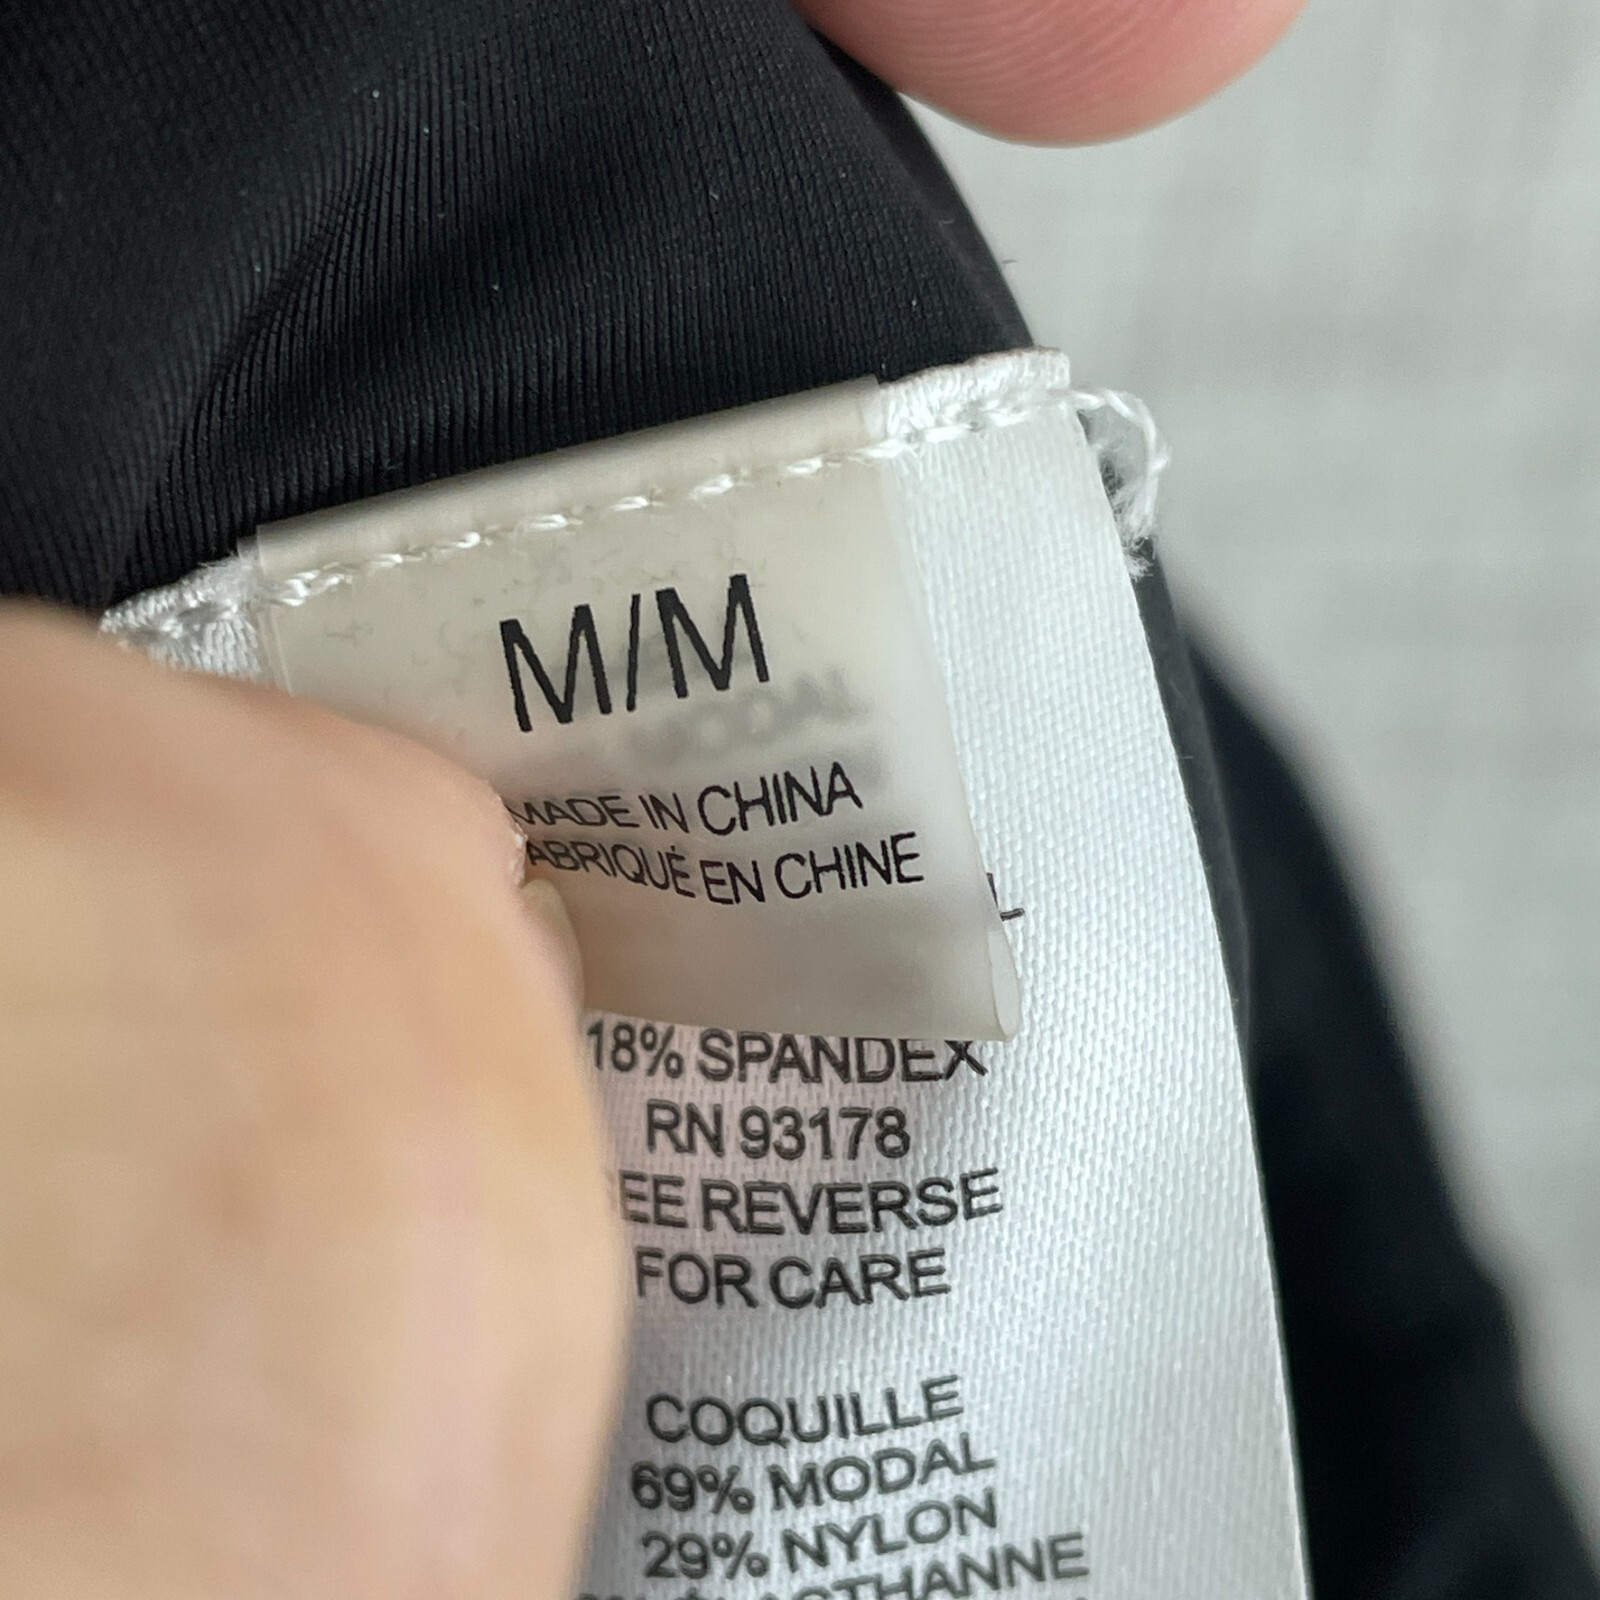 M/M
MADE IN CHINA
FABRIQUÉ EN CHINE
18% SPANDEX
RN 93178
SEE REVERSE
FOR CARE
COQUILLE
69% MODAL
29% NYLON